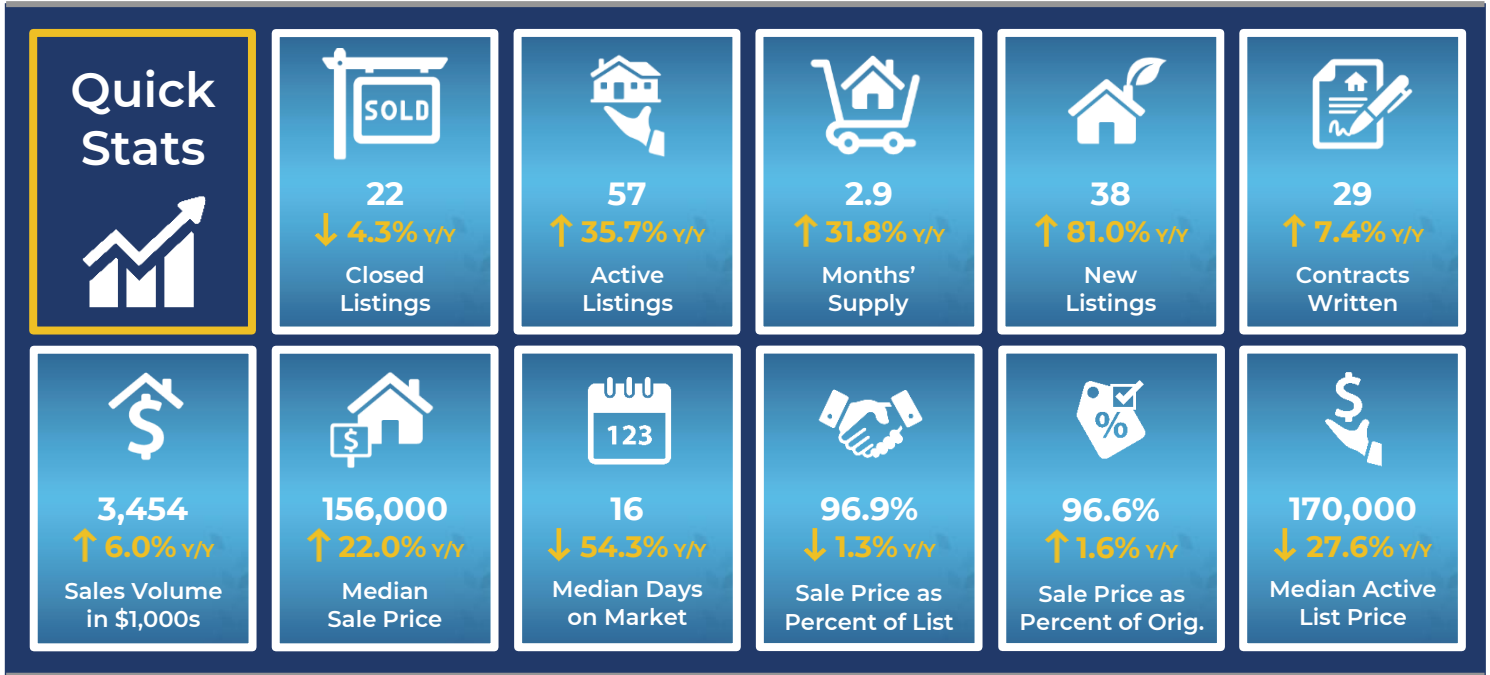 Quick
Stats
SOLD
22
↓ 4.3% Y/Y
Closed
Listings
57
↑ 35.7% Y/Y
Active
Listings
2.9
↑ 31.8% Y/Y
Months’
Supply
38
↑ 81.0% Y/Y
New
Listings
29
↑ 7.4% Y/Y
Contracts
Written
$
3,454
↑ 6.0% Y/Y
Sales Volume
in $1,000s
$
156,000
↑ 22.0% Y/Y
Median
Sale Price
123
16
↓ 54.3% Y/Y
Median Days
on Market
96.9%
↓ 1.3% Y/Y
Sale Price as
Percent of List
%
96.6%
↑ 1.6% Y/Y
Sale Price as
Percent of Orig.
$
170,000
↓ 27.6% Y/Y
Median Active
List Price